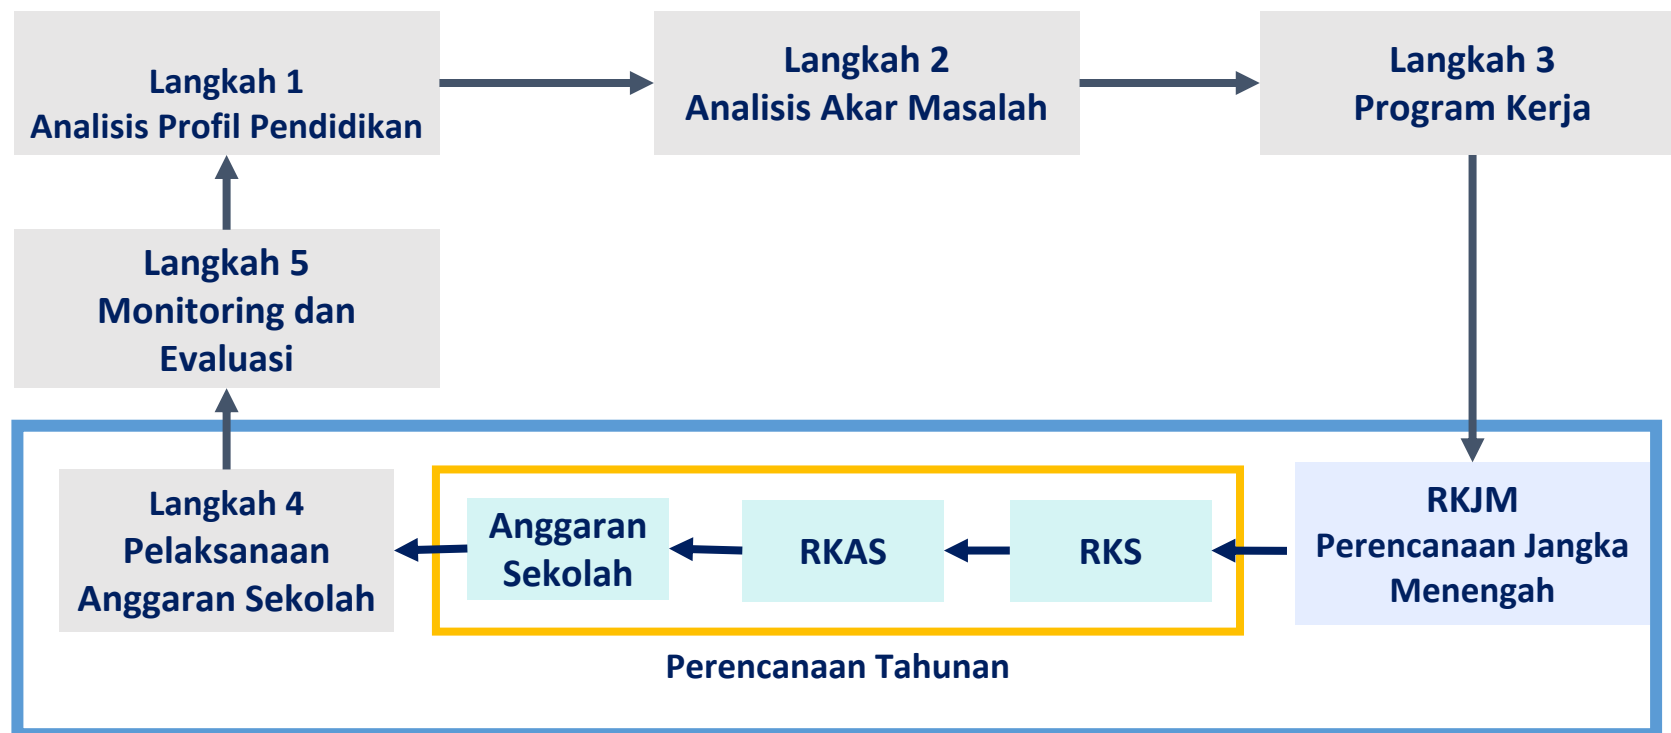 Langkah 1
Analisis Profil Pendidikan
Langkah 2
Analisis Akar Masalah
Langkah 3
Program Kerja
Langkah 5
Monitoring dan
Evaluasi
Langkah 4
Pelaksanaan
Anggaran Sekolah
Anggaran
Sekolah
RKAS
RKS
RKJM
Perencanaan Jangka
Menengah
Perencanaan Tahunan